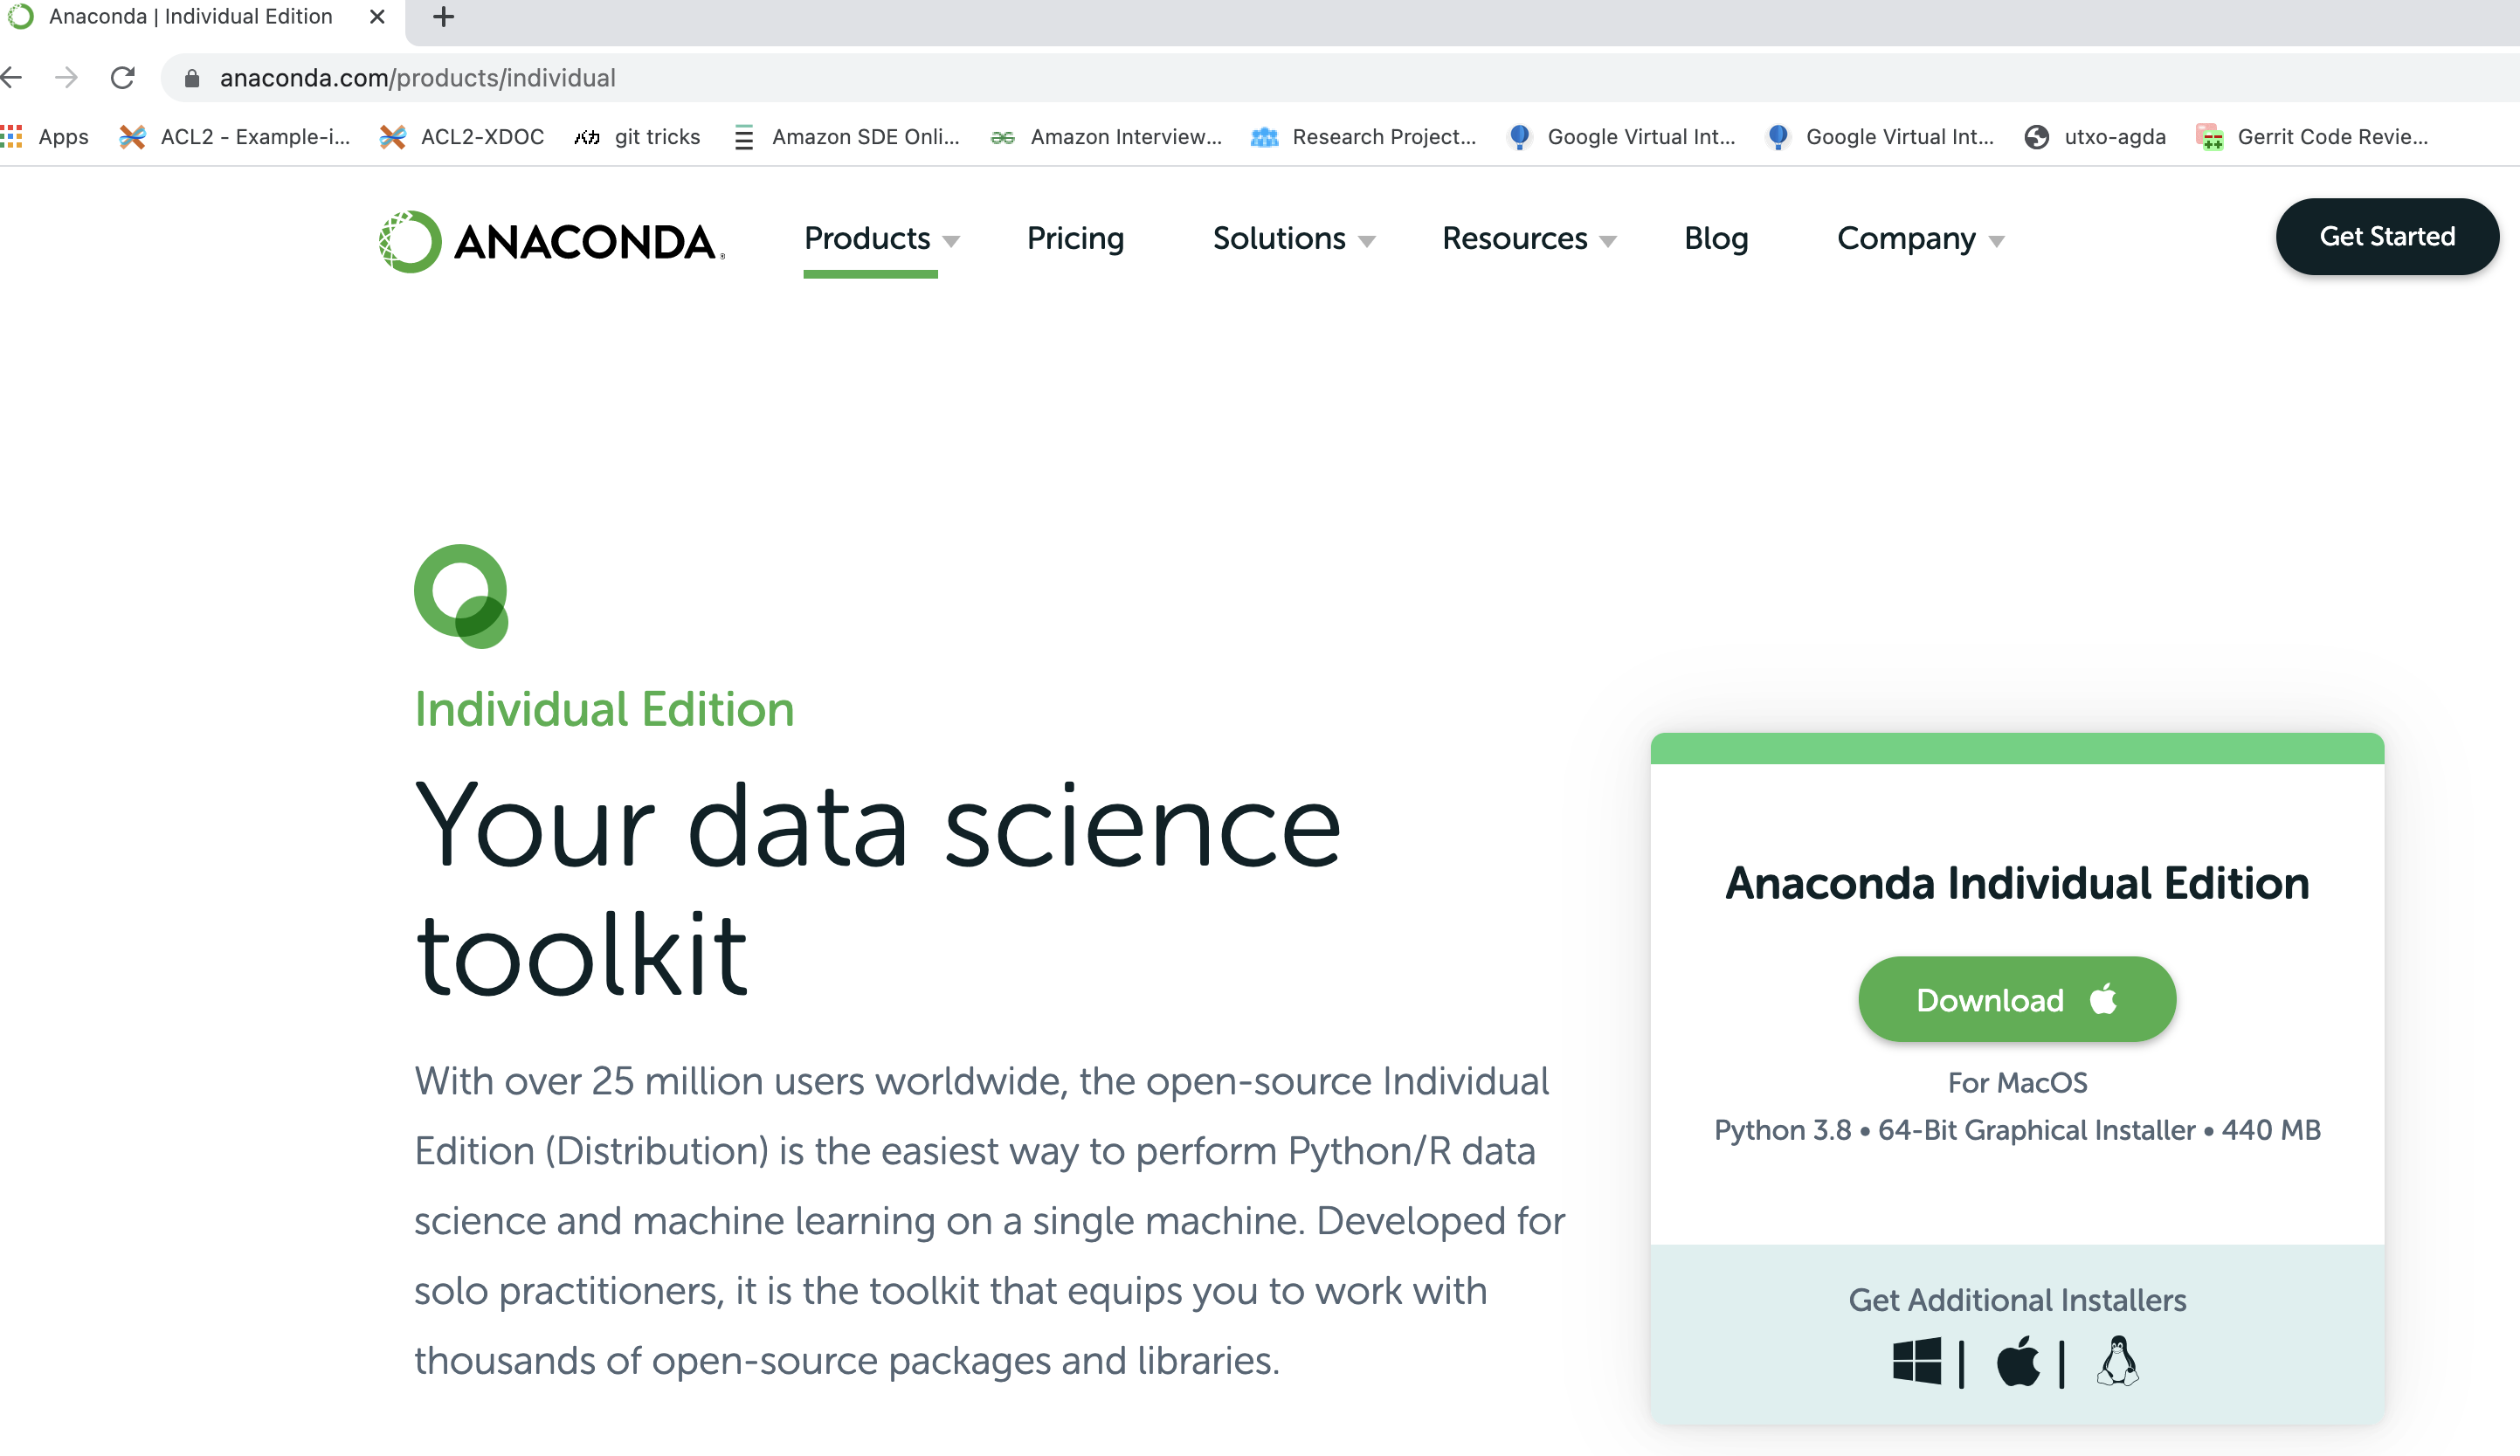 Anaconda | Individual Edition
anaconda.com/products/individual
Apps ACL2 - Example-i... ACL2-XDOC git tricks Amazon SDE Onli... Amazon Interview... Research Project... Google Virtual Int... Google Virtual Int... utxo-agda Gerrit Code Revie...
ANACONDA. Products Pricing Solutions Resources Blog Company Get Started
Individual Edition
Your data science
toolkit
With over 25 million users worldwide, the open-source Individual
Edition (Distribution) is the easiest way to perform Python/R data
science and machine learning on a single machine. Developed for
solo practitioners, it is the toolkit that equips you to work with
thousands of open-source packages and libraries.
Anaconda Individual Edition
Download
For MacOS
Python 3.8 • 64-Bit Graphical Installer • 440 MB
Get Additional Installers